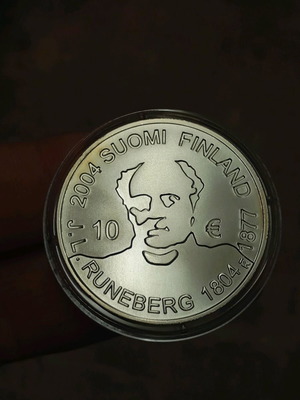 2004 SUOMI FINLAND
10 €
J. L. RUNEBERG 1804-1877